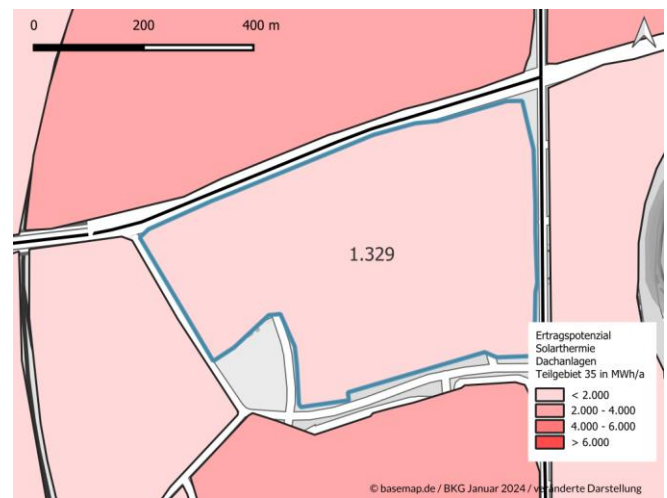 0 200 400 m
1.329
Ertragspotenzial
Solarthermie
Dachanlagen
Teilgebiet 35 in MWh/a
< 2.000
2.000 - 4.000
4.000 - 6.000
> 6.000
© basemap.de / BKG Januar 2024 / veränderte Darstellung